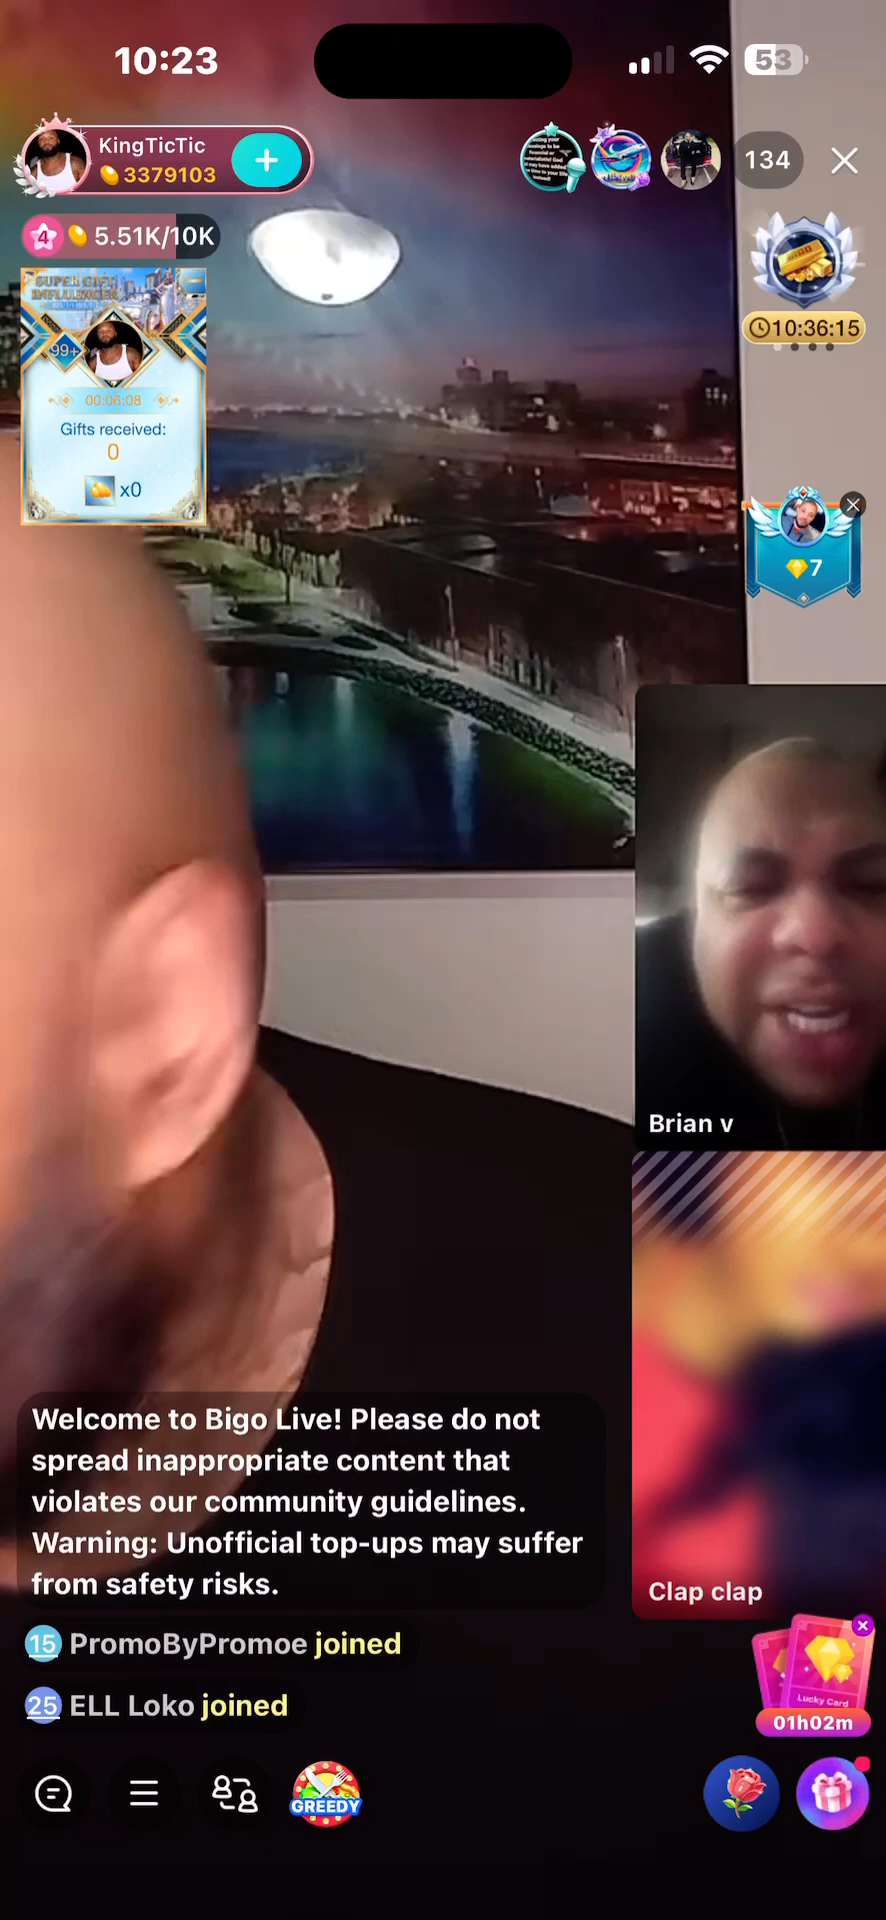 10:23
53
KingTicTic
3379103
134
4 5.51K/10K
10:36:15
SUPER GIFT
INFLUENCER
99+
00:06:08
Gifts received:
0
x0
7
Brian v
Clap clap
Welcome to Bigo Live! Please do not
spread inappropriate content that
violates our community guidelines.
Warning: Unofficial top-ups may suffer
from safety risks.
15 PromoByPromoe joined
25 ELL Loko joined
Lucky Card
01h02m
GREEDY